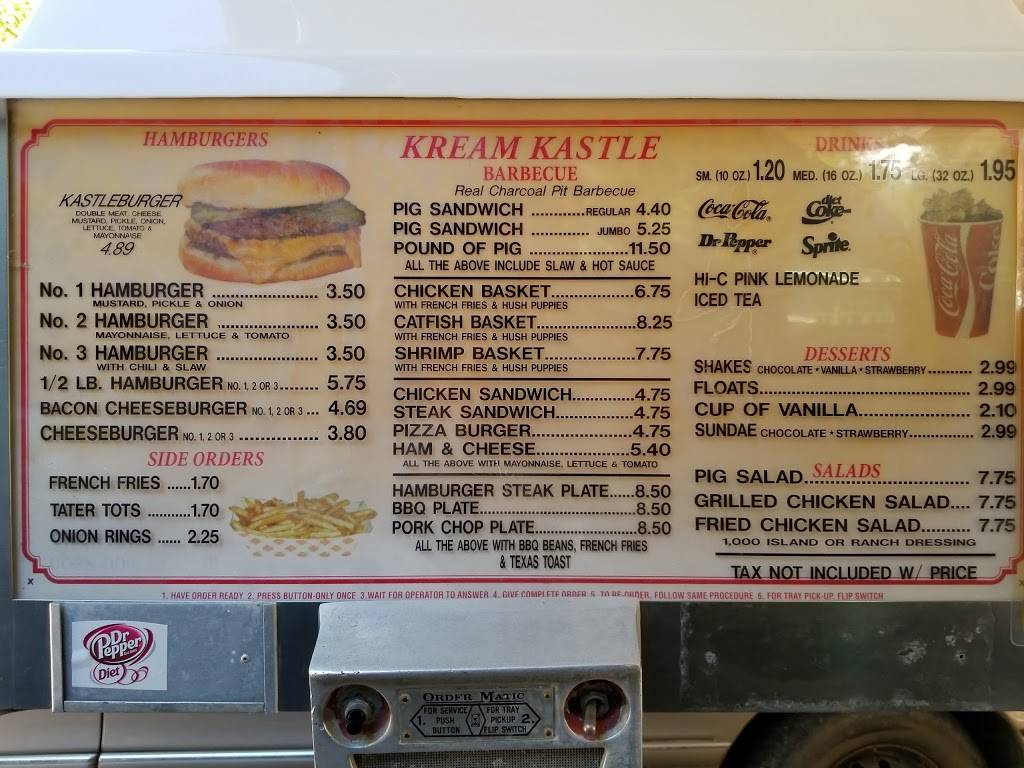 HAMBURGERS
KASTLEBURGER
DOUBLE MEAT, CHEESE
MUSTARD, PICKLE, ONION,
LETTUCE, TOMATO &
MAYONNAISE
4.89
No. 1 HAMBURGER .................. 3.50
MUSTARD, PICKLE & ONION
No. 2 HAMBURGER .................. 3.50
MAYONNAISE, LETTUCE & TOMATO
No. 3 HAMBURGER .................. 3.50
WITH CHILI & SLAW
1/2 LB. HAMBURGER NO. 1, 2 OR 3....... 5.75
BACON CHEESEBURGER NO. 1, 2 OR 3 ... 4.69
CHEESEBURGER NO. 1, 2 OR 3 ............... 3.80
SIDE ORDERS
FRENCH FRIES ......1.70
TATER TOTS ...........1.70
ONION RINGS ...... 2.25
KREAM KASTLE
BARBECUE
Real Charcoal Pit Barbecue
PIG SANDWICH ............REGULAR 4.40
PIG SANDWICH ............. JUMBO 5.25
POUND OF PIG .....................11.50
ALL THE ABOVE INCLUDE SLAW & HOT SAUCE
CHICKEN BASKET.................6.75
WITH FRENCH FRIES & HUSH PUPPIES
CATFISH BASKET....................8.25
WITH FRENCH FRIES & HUSH PUPPIES
SHRIMP BASKET...................7.75
WITH FRENCH FRIES & HUSH PUPPIES
CHICKEN SANDWICH.............4.75
STEAK SANDWICH................4.75
PIZZA BURGER.....................4.75
HAM & CHEESE....................5.40
ALL THE ABOVE WITH MAYONNAISE, LETTUCE & TOMATO
HAMBURGER STEAK PLATE......8.50
BBQ PLATE...........................8.50
PORK CHOP PLATE..................8.50
ALL THE ABOVE WITH BBQ BEANS, FRENCH FRIES
& TEXAS TOAST
DRINKS
SM. (10 OZ.) 1.20 MED. (16 OZ.) 1.75 LG. (32 OZ.) 1.95
Coca-Cola
diet Coke
Dr Pepper
Sprite
Coca-Cola
Coke
HI-C PINK LEMONADE
ICED TEA
DESSERTS
SHAKES CHOCOLATE • VANILLA • STRAWBERRY ............. 2.99
FLOATS..................................... 2.99
CUP OF VANILLA...................... 2.10
SUNDAE CHOCOLATE • STRAWBERRY............... 2.99
SALADS
PIG SALAD............................. 7.75
GRILLED CHICKEN SALAD.... 7.75
FRIED CHICKEN SALAD......... 7.75
1,000 ISLAND OR RANCH DRESSING
TAX NOT INCLUDED W/ PRICE
1. HAVE ORDER READY 2. PRESS BUTTON-ONLY ONCE 3. WAIT FOR OPERATOR TO ANSWER 4. GIVE COMPLETE ORDER 5. TO RE-ORDER, FOLLOW SAME PROCEDURE 6. FOR TRAY PICK-UP, FLIP SWITCH
Dr Pepper
Diet
ORDER MATIC
FOR SERVICE
1. PUSH
BUTTON
FOR TRAY
PICKUP 2.
FLIP SWITCH